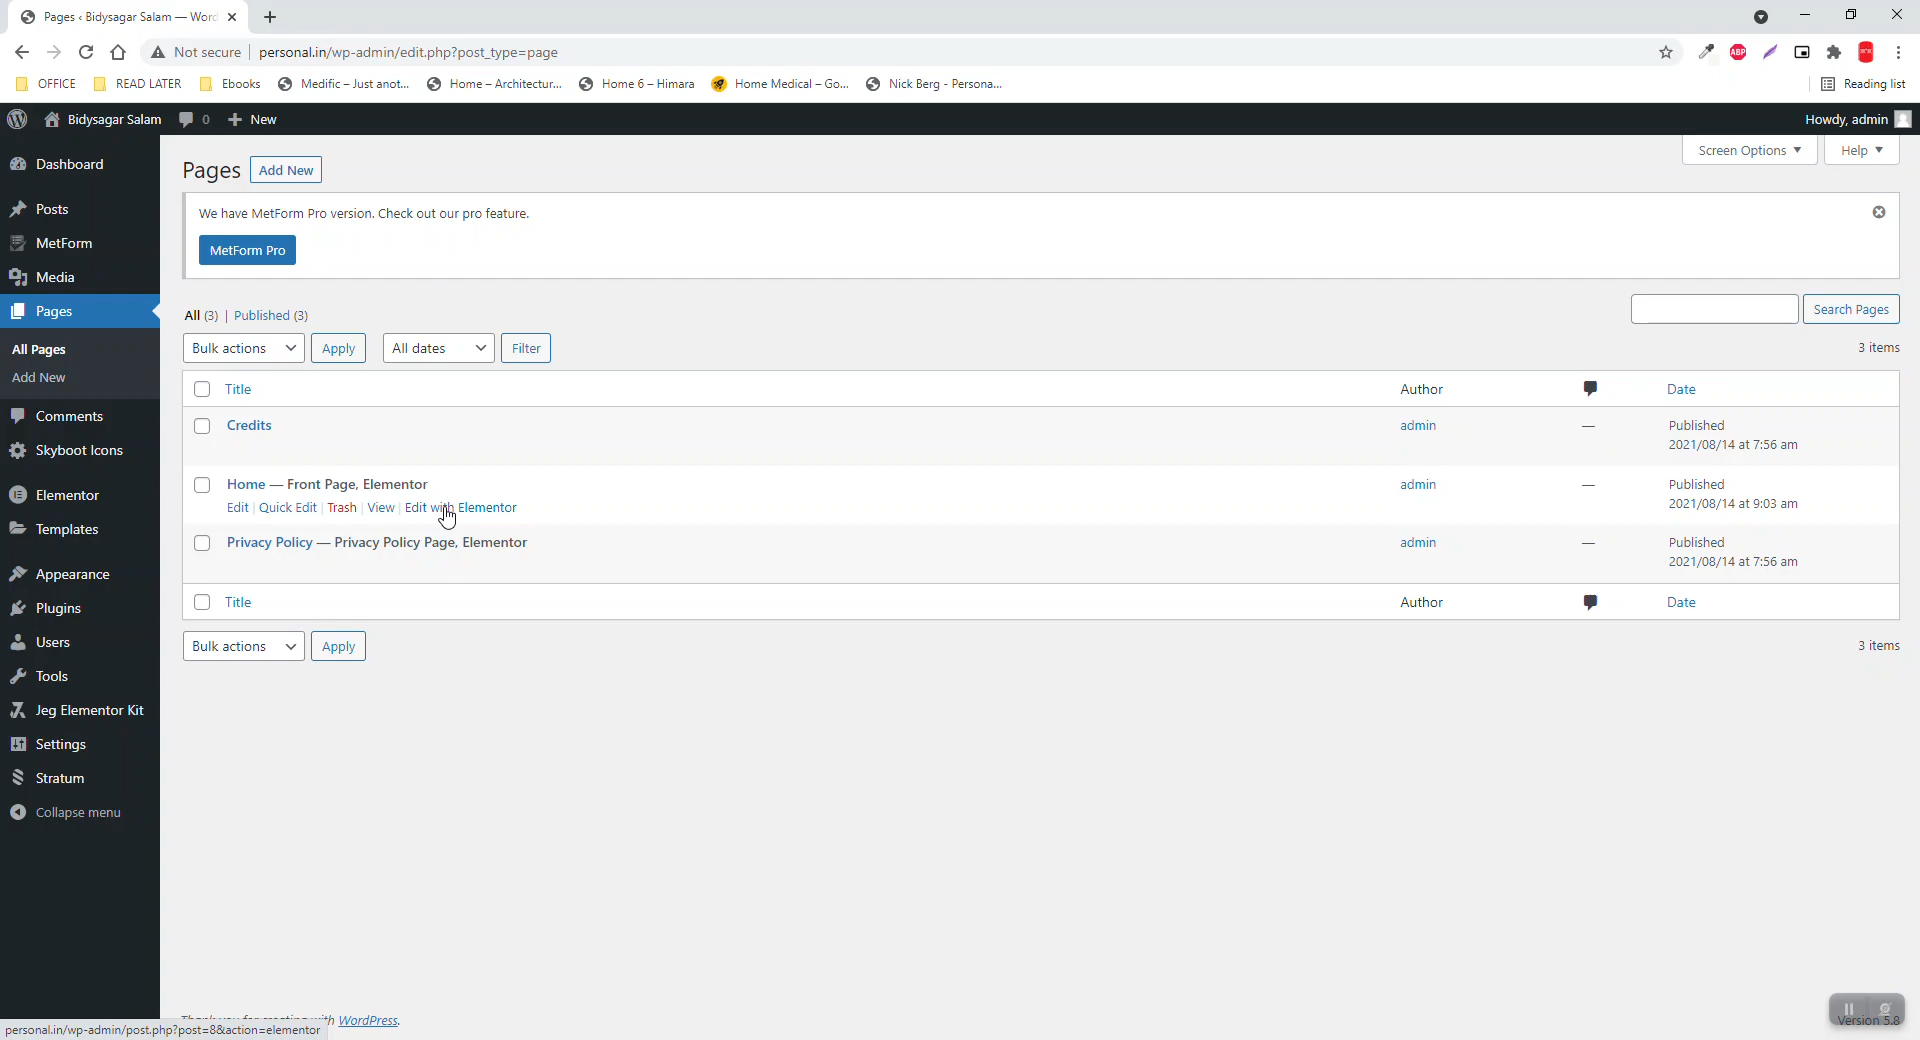 Pages ‹ Bidysagar Salam — Word
Not secure
personal.in/wp-admin/edit.php?post_type=page
ABP
OFFICE
READ LATER
Ebooks
Medific – Just anot...
Home – Architectur...
Home 6 – Himara
Home Medical – Go...
Nick Berg - Persona...
Reading list
Bidysagar Salam
0
New
Howdy, admin
Dashboard
Posts
MetForm
Media
Pages
All Pages
Add New
Comments
Skyboot Icons
Elementor
Templates
Appearance
Plugins
Users
Tools
Jeg Elementor Kit
Settings
Stratum
Collapse menu
Screen Options
Help
Pages
Add New
We have MetForm Pro version. Check out our pro feature.
MetForm Pro
All (3) | Published (3)
Search Pages
Bulk actions
Apply
All dates
Filter
3 items
Title
Author
Date
Credits
admin
—
Published
2021/08/14 at 7:56 am
Home — Front Page, Elementor
admin
—
Published
2021/08/14 at 9:03 am
Edit | Quick Edit | Trash | View | Edit with Elementor
Privacy Policy — Privacy Policy Page, Elementor
admin
—
Published
2021/08/14 at 7:56 am
Title
Author
Date
Bulk actions
Apply
3 items
Thank you for creating with WordPress.
Version 5.8
personal.in/wp-admin/post.php?post=8&action=elementor